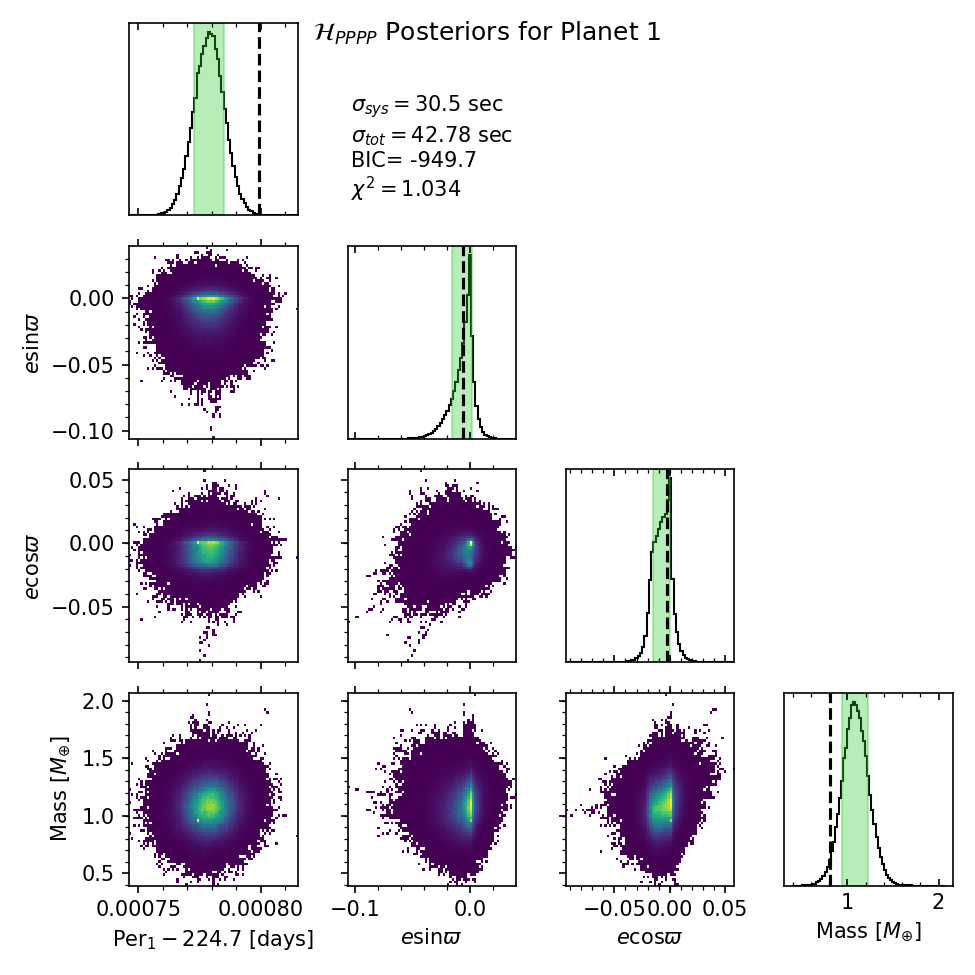 𝓗_PPPP Posteriors for Planet 1
σ_sys = 30.5 sec
σ_tot = 42.78 sec
BIC= -949.7
χ² = 1.034
0.00
−0.05
−0.10
esinϖ
0.05
0.00
−0.05
ecosϖ
2.0
1.5
1.0
0.5
Mass [M_⊕]
0.00075 0.00080
Per₁ − 224.7 [days]
−0.1 0.0
esinϖ
−0.05 0.00 0.05
ecosϖ
1 2
Mass [M_⊕]